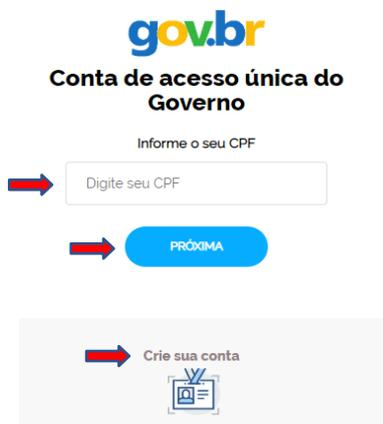 gov.br
Conta de acesso única do
Governo
Informe o seu CPF
Digite seu CPF
PRÓXIMA
Crie sua conta